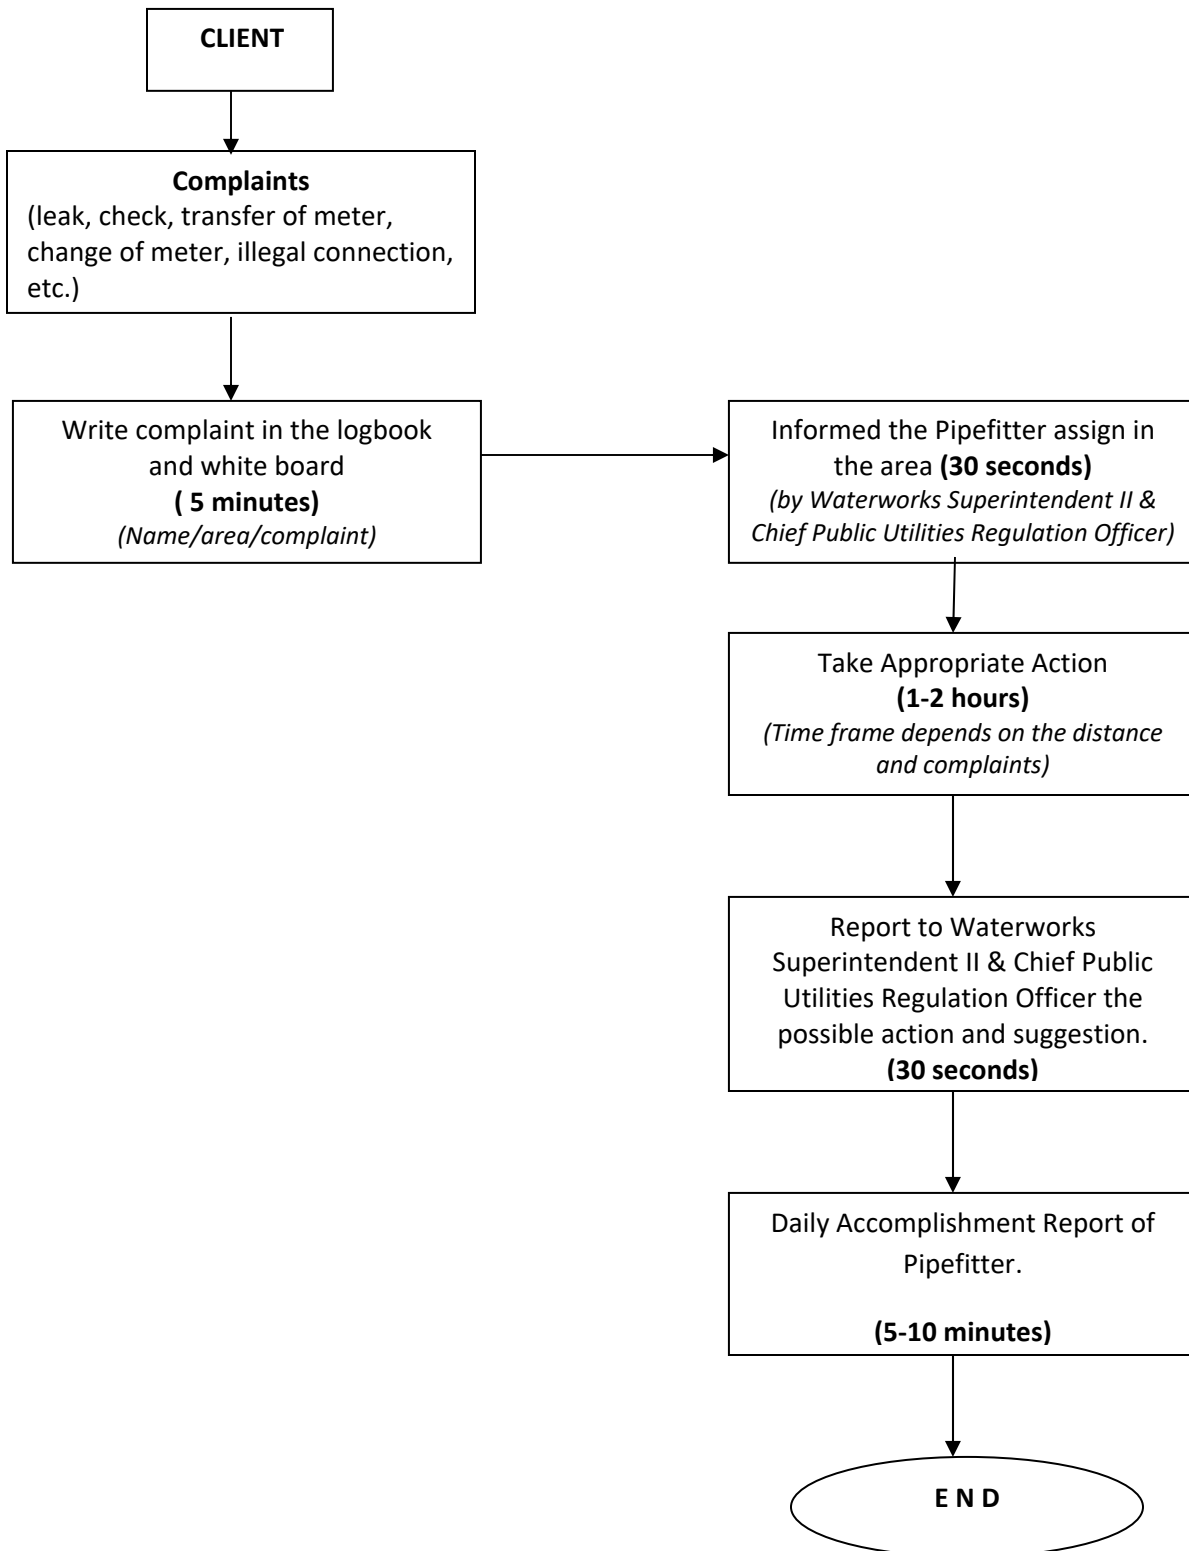 CLIENT
Complaints
(leak, check, transfer of meter,
change of meter, illegal connection,
etc.)
Write complaint in the logbook
and white board
( 5 minutes)
(Name/area/complaint)
Informed the Pipefitter assign in
the area (30 seconds)
(by Waterworks Superintendent II &
Chief Public Utilities Regulation Officer)
Take Appropriate Action
(1-2 hours)
(Time frame depends on the distance
and complaints)
Report to Waterworks
Superintendent II & Chief Public
Utilities Regulation Officer the
possible action and suggestion.
(30 seconds)
Daily Accomplishment Report of
Pipefitter.
(5-10 minutes)
E N D